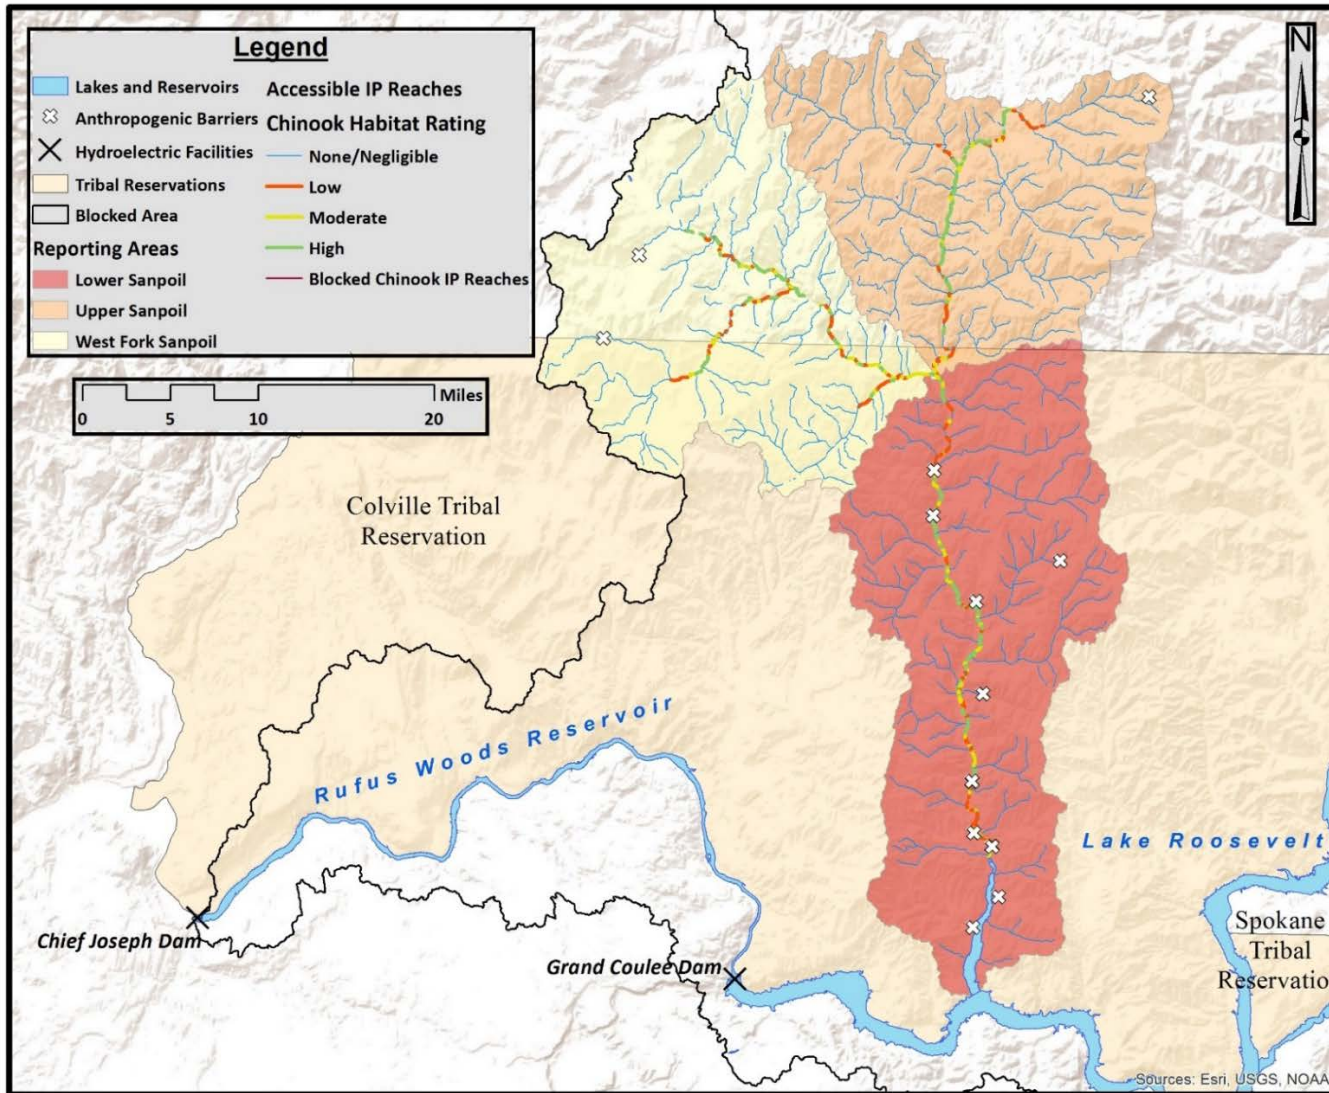 Legend
Lakes and Reservoirs
Anthropogenic Barriers
Hydroelectric Facilities
Tribal Reservations
Blocked Area
Reporting Areas
Lower Sanpoil
Upper Sanpoil
West Fork Sanpoil
Accessible IP Reaches
Chinook Habitat Rating
None/Negligible
Low
Moderate
High
Blocked Chinook IP Reaches
N
Miles
0 5 10 20
Colville Tribal
Reservation
Rufus Woods Reservoir
Lake Roosevelt
Chief Joseph Dam
Grand Coulee Dam
Spokane
Tribal
Reservatio
Sources: Esri, USGS, NOAA